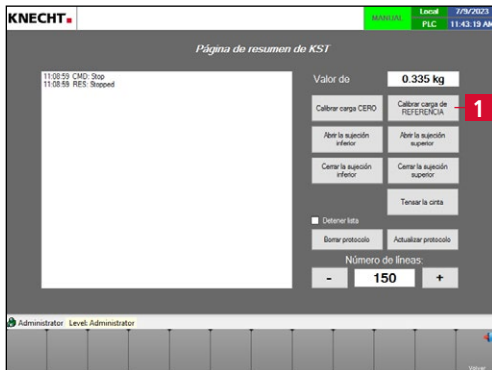 KNECHT
MANUAL
Local
7/9/2023
PLC
11:43:19 AM
Página de resumen de KST
11:08:59 CMD: Stop
11:08:59 RES: Stopped
Valor de
0.335 kg
Calibrar carga CERO
Calibrar carga de
REFERENCIA
1
Abrir la sujeción
inferior
Abrir la sujeción
superior
Cerrar la sujeción
inferior
Cerrar la sujeción
superior
Tensar la cinta
Detener lista
Borrar protocolo
Actualizar protocolo
Número de líneas:
-
150
+
Administrator Level: Administrator
Volver